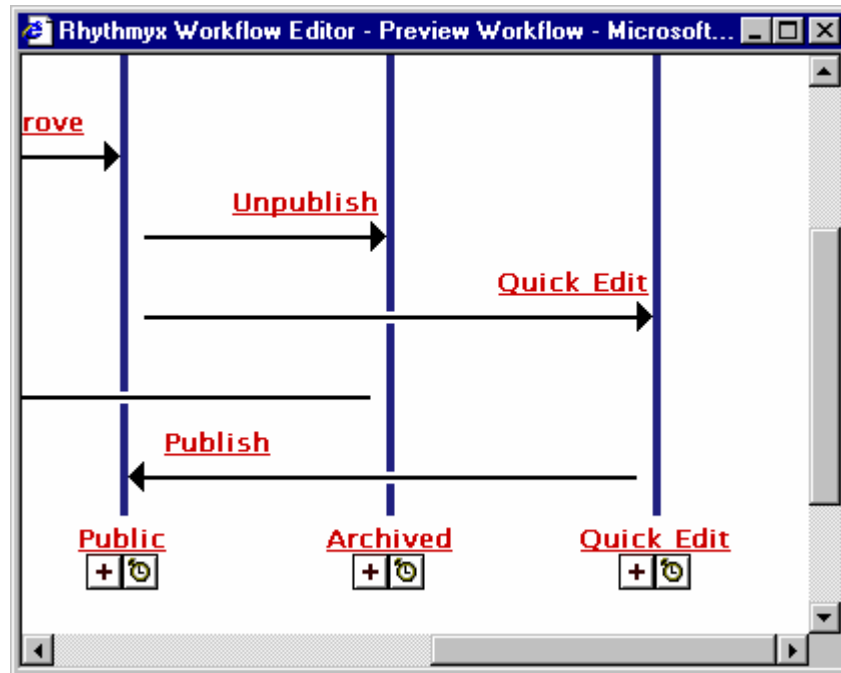 Rhythmyx Workflow Editor - Preview Workflow - Microsoft...
rove
Unpublish
Quick Edit
Publish
Public Archived Quick Edit